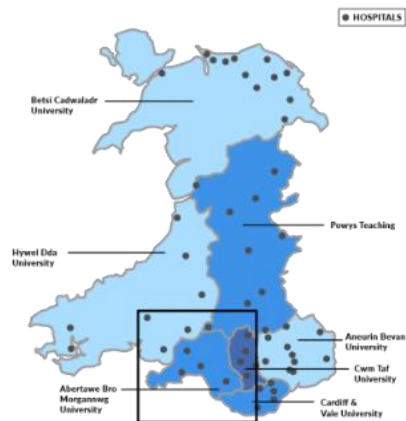 HOSPITALS
Betsi Cadwaladr
University
Powys Teaching
Hywel Dda
University
Aneurin Bevan
University
Cwm Taf
University
Abertawe Bro
Morgannwg
University
Cardiff &
Vale University